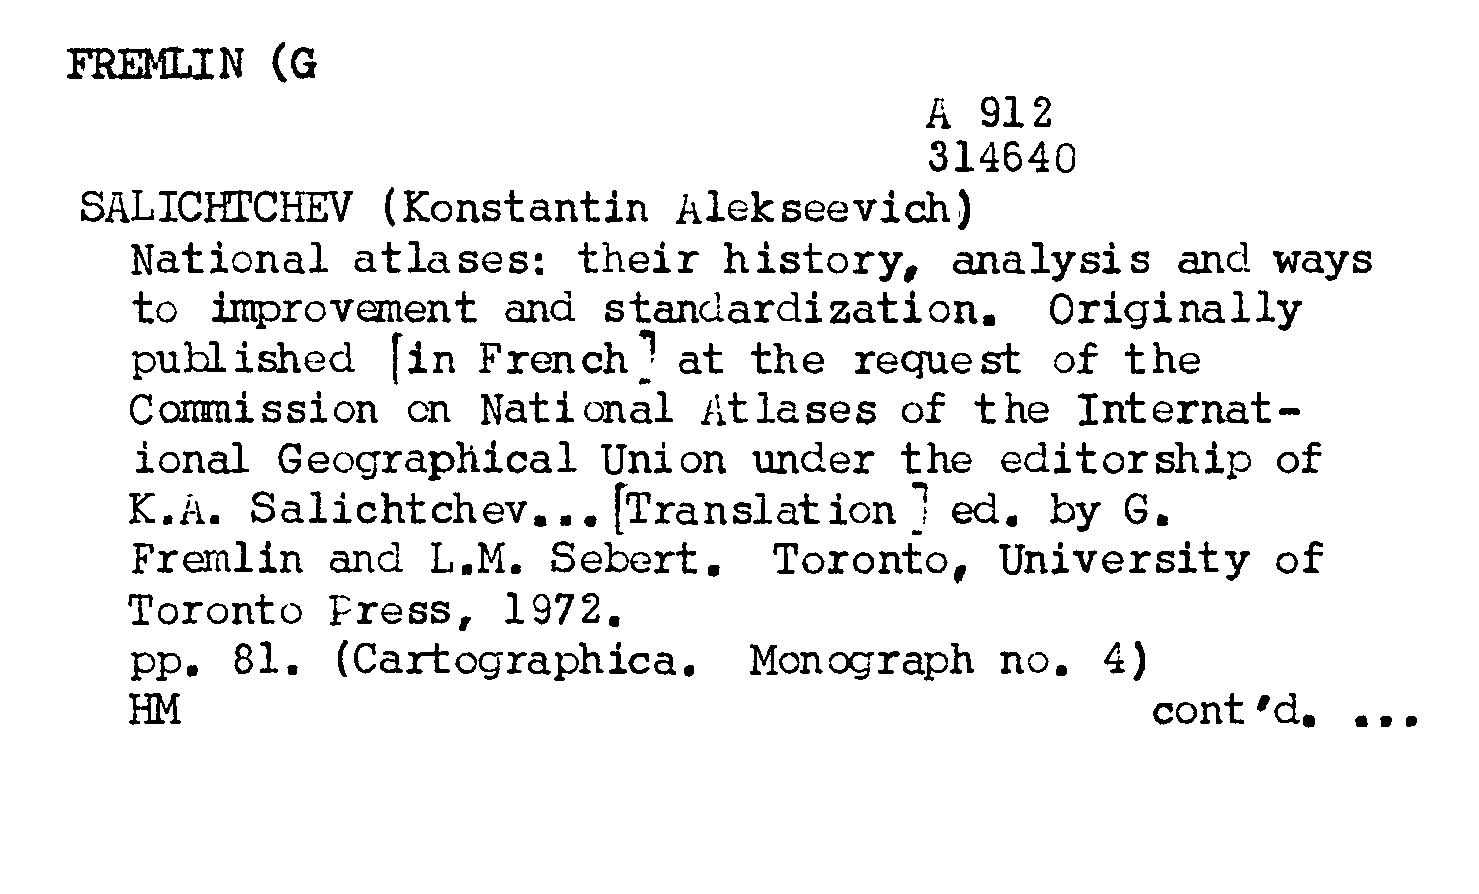 FREMLIN (G
A 912
314640
SALICHTCHEV (Konstantin Alekseevich)
National atlases: their history, analysis and ways
to improvement and standardization. Originally
published [in French] at the request of the
Commission on National Atlases of the Internat-
ional Geographical Union under the editorship of
K.A. Salichtchev...[Translation] ed. by G.
Fremlin and L.M. Sebert. Toronto, University of
Toronto Press, 1972.
pp. 81. (Cartographica. Monograph no. 4)
HM cont'd. ...